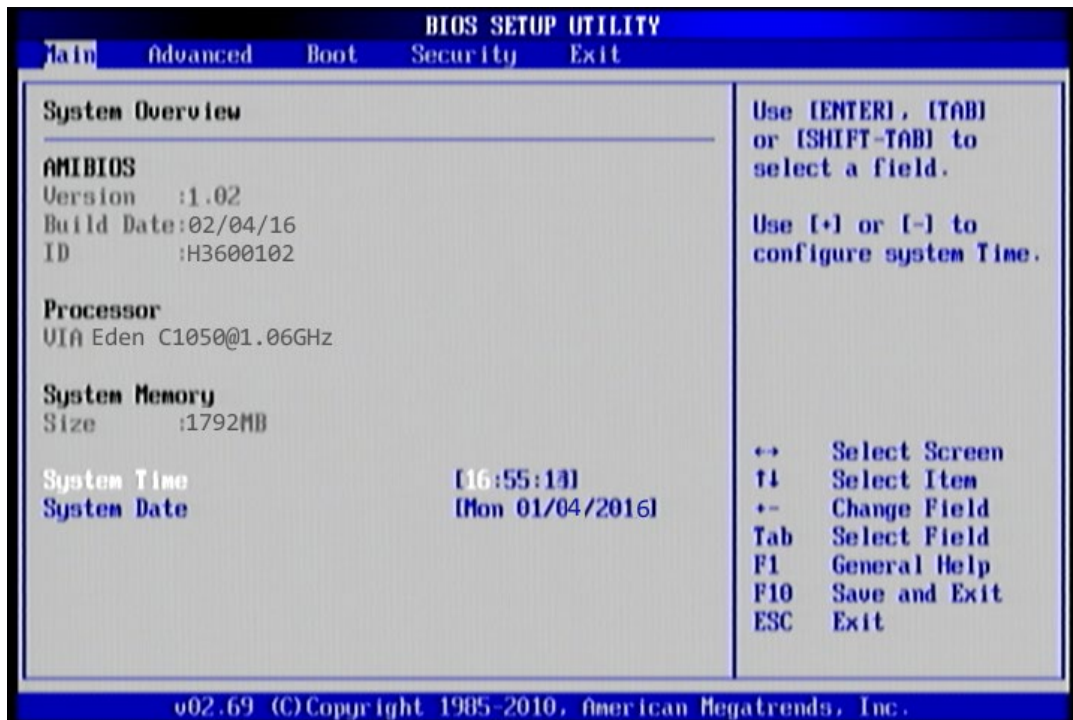 BIOS SETUP UTILITY
Main Advanced Boot Security Exit
System Overview
AMIBIOS
Version :1.02
Build Date:02/04/16
ID :H3600102
Processor
VIA Eden C1050@1.06GHz
System Memory
Size :1792MB
System Time
System Date [Mon 01/04/2016]
Use [ENTER], [TAB]
or [SHIFT-TAB] to
select a field.
Use [+] or [-] to
configure system Time.
←→ Select Screen
↑↓ Select Item
+- Change Field
Tab Select Field
F1 General Help
F10 Save and Exit
ESC Exit
v02.69 (C)Copyright 1985-2010, American Megatrends, Inc.